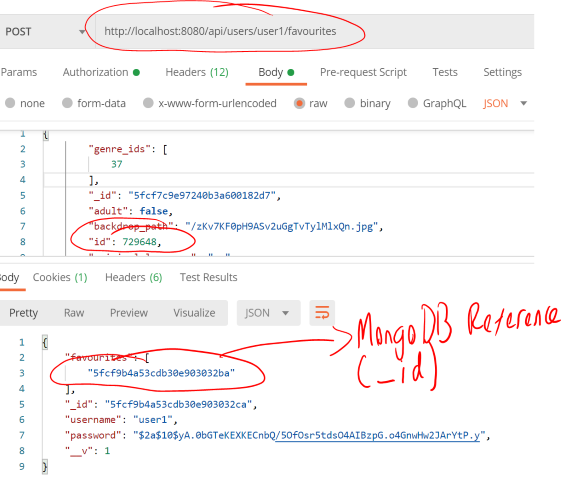 POST http://localhost:8080/api/users/user1/favourites
Params Authorization Headers (12) Body Pre-request Script Tests Settings
none form-data x-www-form-urlencoded raw binary GraphQL JSON
1 {
2 "genre_ids": [
3 37
4 ],
5 "_id": "5fcf7c9e97240b3a600182d7",
6 "adult": false,
7 "backdrop_path": "/zKv7KF0pH9ASv2uGgTvTylMlxQn.jpg",
8 "id": 729648,
Body Cookies (1) Headers (6) Test Results
Pretty Raw Preview Visualize JSON
MongoDB Reference
(_id)
1 {
2 "favourites": [
3 "5fcf9b4a53cdb30e903032ba"
4 ],
5 "_id": "5fcf9b4a53cdb30e903032ca",
6 "username": "user1",
7 "password": "$2a$10$yA.0bGTeKEXKECnbQ/5OfOsr5tdsO4AIBzpG.o4GnwHw2JArYtP.y",
8 "__v": 1
9 }